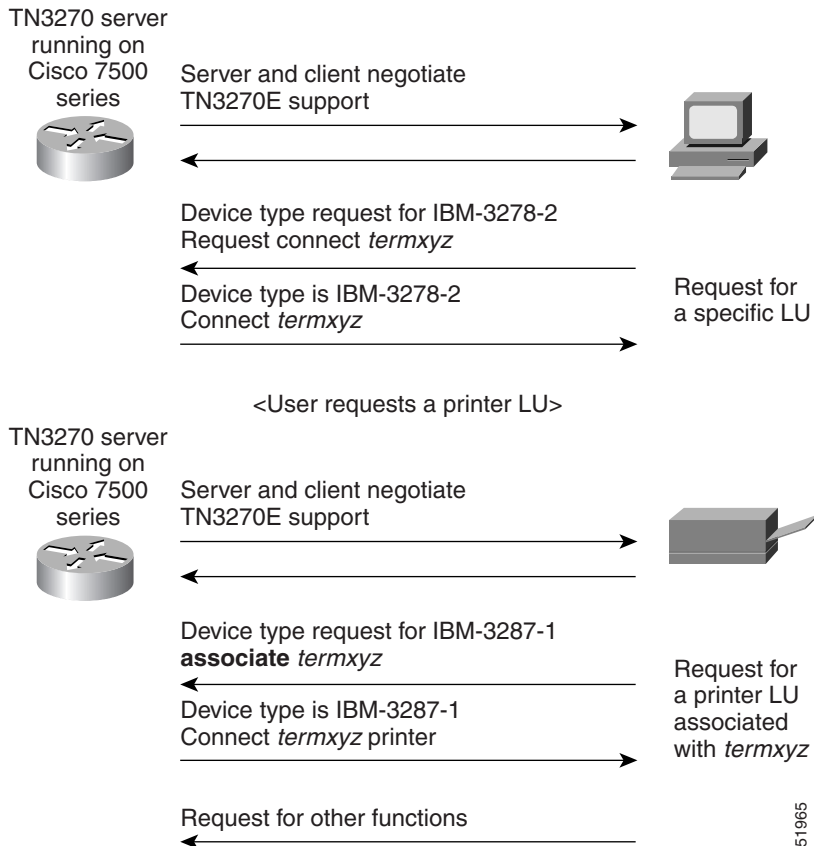 TN3270 server
running on
Cisco 7500
series
Server and client negotiate
TN3270E support
Device type request for IBM-3278-2
Request connect termxyz
Device type is IBM-3278-2
Connect termxyz
Request for
a specific LU
<User requests a printer LU>
TN3270 server
running on
Cisco 7500
series
Server and client negotiate
TN3270E support
Device type request for IBM-3287-1
associate termxyz
Device type is IBM-3287-1
Connect termxyz printer
Request for
a printer LU
associated
with termxyz
Request for other functions
51965